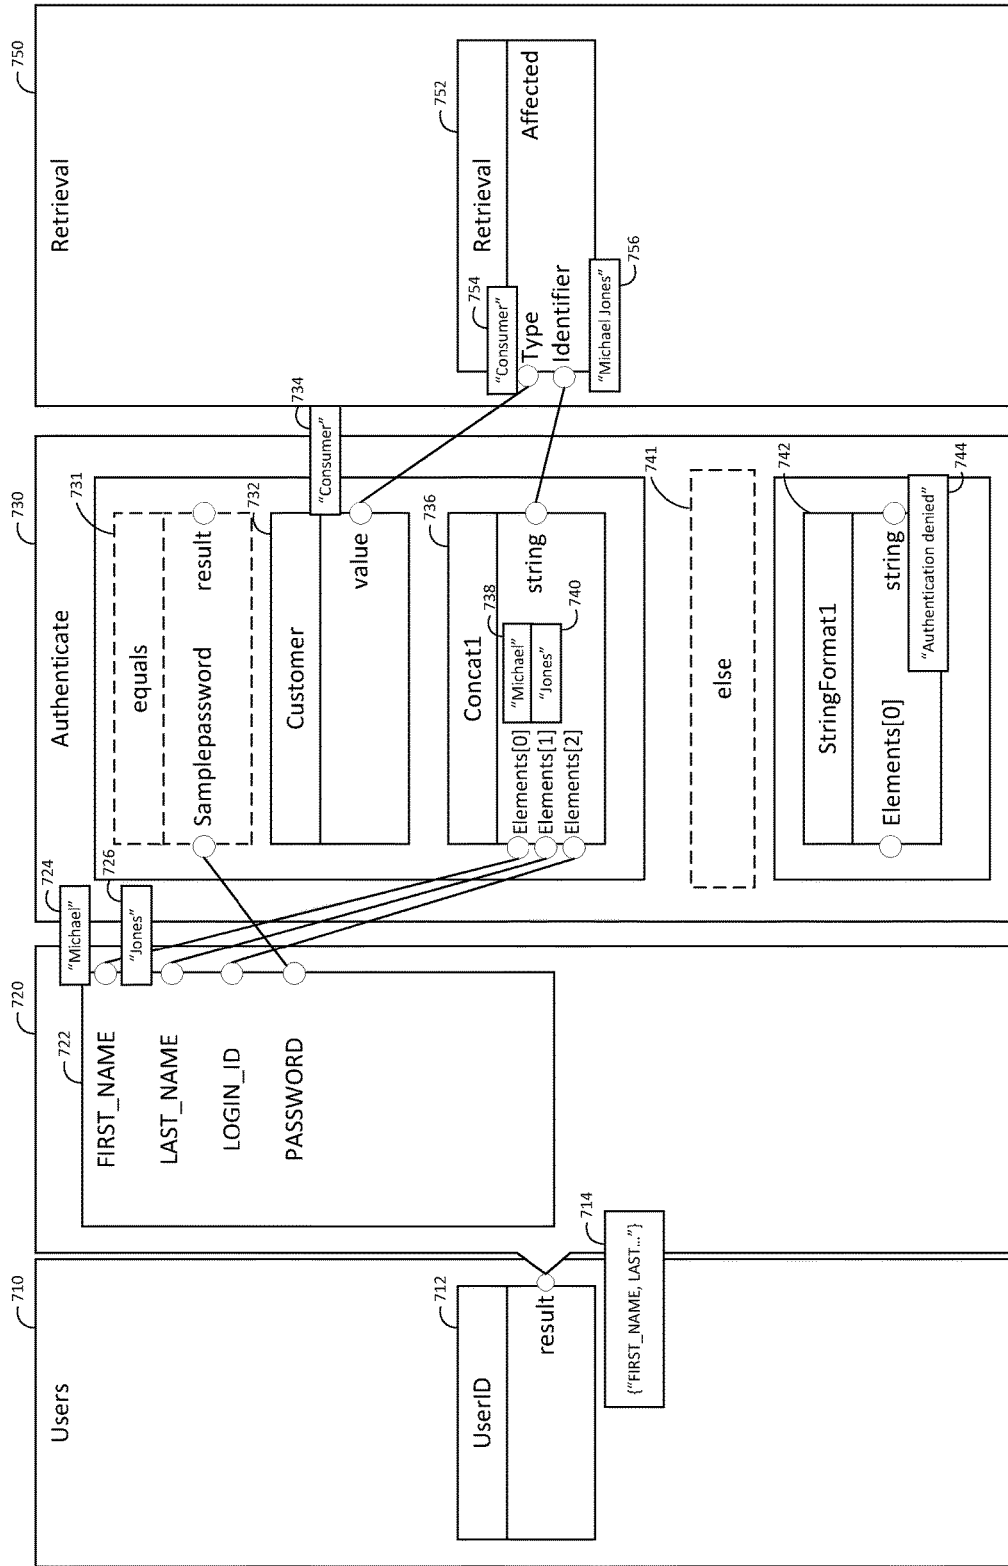 710
Users
712
UserID
result
714
{“FIRST_NAME, LAST...”}
720
722
FIRST_NAME
LAST_NAME
LOGIN_ID
PASSWORD
724
“Michael”
726
“Jones”
730
Authenticate
731
equals
Samplepassword
result
732
Customer
value
734
“Consumer”
736
Concat1
Elements[0]
Elements[1]
Elements[2]
738
“Michael”
“Jones”
740
string
741
else
742
StringFormat1
Elements[0]
string
“Authentication denied”
744
750
Retrieval
752
Retrieval
754
“Consumer”
Type
Identifier
Affected
“Michael Jones”
756